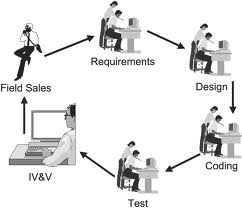 Requirements
Field Sales
Design
Coding
IV&V
Test